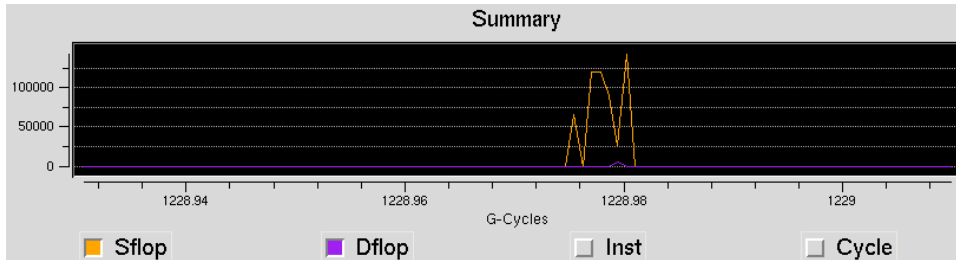 Summary
100000
50000
0
1228.94 1228.96 1228.98 1229
G-Cycles
Sflop Dflop Inst Cycle